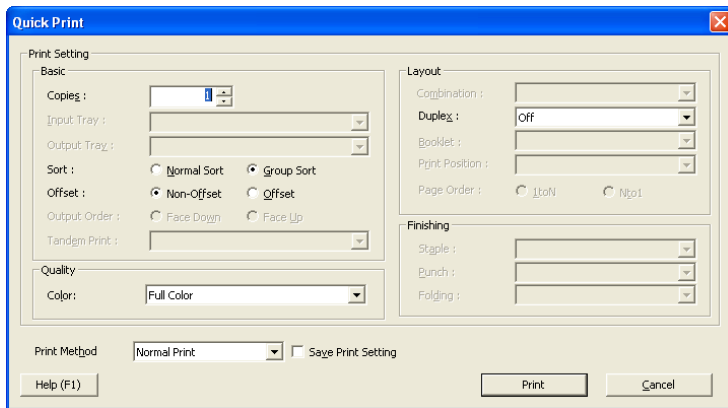 Quick Print
Print Setting
Basic
Copies :
1
Input Tray :
Output Tray :
Sort :
Normal Sort
Group Sort
Offset :
Non-Offset
Offset
Output Order :
Face Down
Face Up
Tandem Print :
Quality
Color:
Full Color
Layout
Combination :
Duplex :
Off
Booklet :
Print Position :
Page Order :
1toN
Nto1
Finishing
Staple :
Punch :
Folding :
Print Method
Normal Print
Save Print Setting
Help (F1)
Print
Cancel